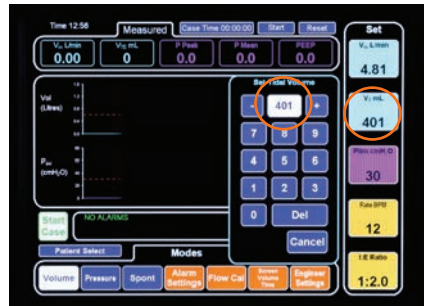 Time 12:56 Measured Case Time 00:00:00 Start Reset Set
Vₑ, L/min Vₜₑ mL P Peak P Mean PEEP
0.00 0 0.0 0.0 0.0
Vₑ, L/min
4.81
Set Tidal Volume
Vol
(Litres)
- 401 +
Vₜ mL
401
7 8 9
4 5 6
Paw
(cmH₂O)
Plim cmH₂O
30
1 2 3
0 Del
Start
Case
NO ALARMS
Rate BPM
12
Cancel
Patient Select Modes
I:E Ratio
1:2.0
Volume Pressure Spont Alarm
Settings Flow Cal Screen
Volume
Time Engineer
Settings